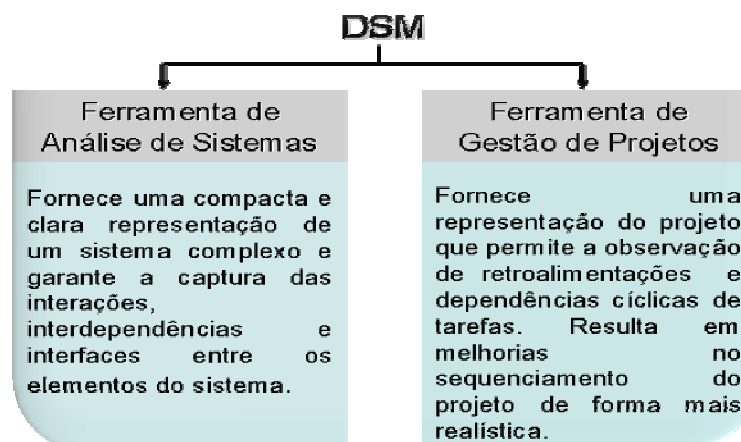 DSM
Ferramenta de
Análise de Sistemas
Fornece uma compacta e
clara representação de
um sistema complexo e
garante a captura das
interações,
interdependências e
interfaces entre os
elementos do sistema.
Ferramenta de
Gestão de Projetos
Fornece uma
representação do projeto
que permite a observação
de retroalimentações e
dependências cíclicas de
tarefas. Resulta em
melhorias no
sequenciamento do
projeto de forma mais
realística.